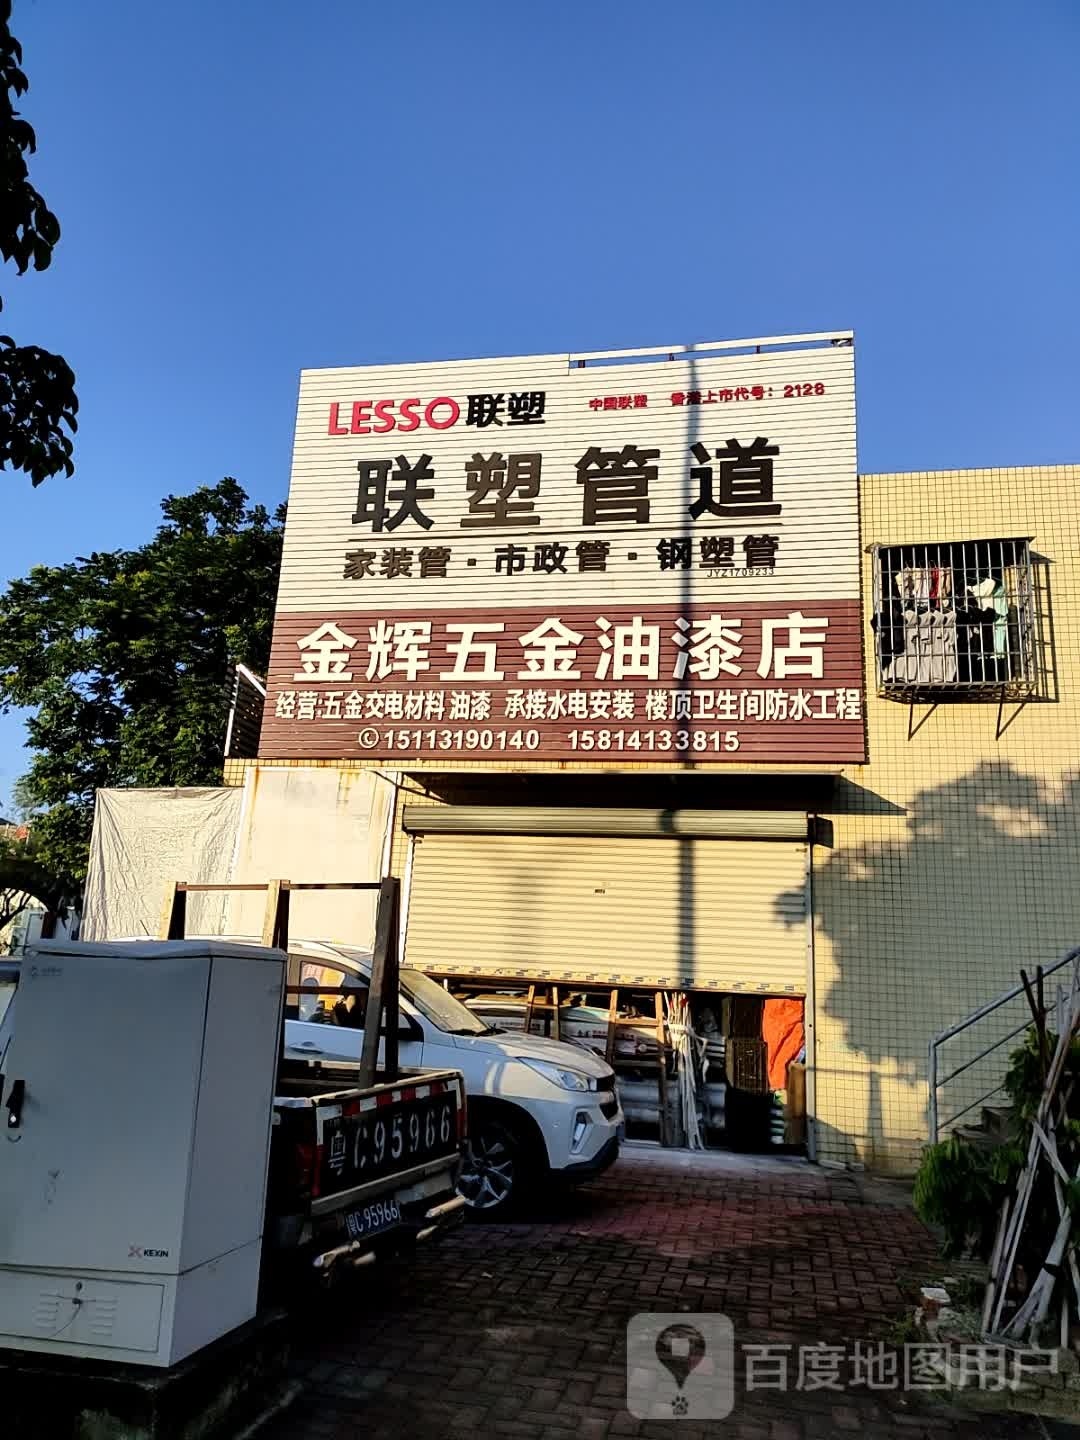 LESSO联塑 中国联塑 香港上市代号：2128
联塑管道
家装管·市政管·钢塑管
JYZ1709233
金辉五金油漆店
经营:五金交电材料 油漆 承接水电安装 楼顶卫生间防水工程
✆15113190140 15814133815
粤C95966
粤C95966
KEXIN
百度地图用户